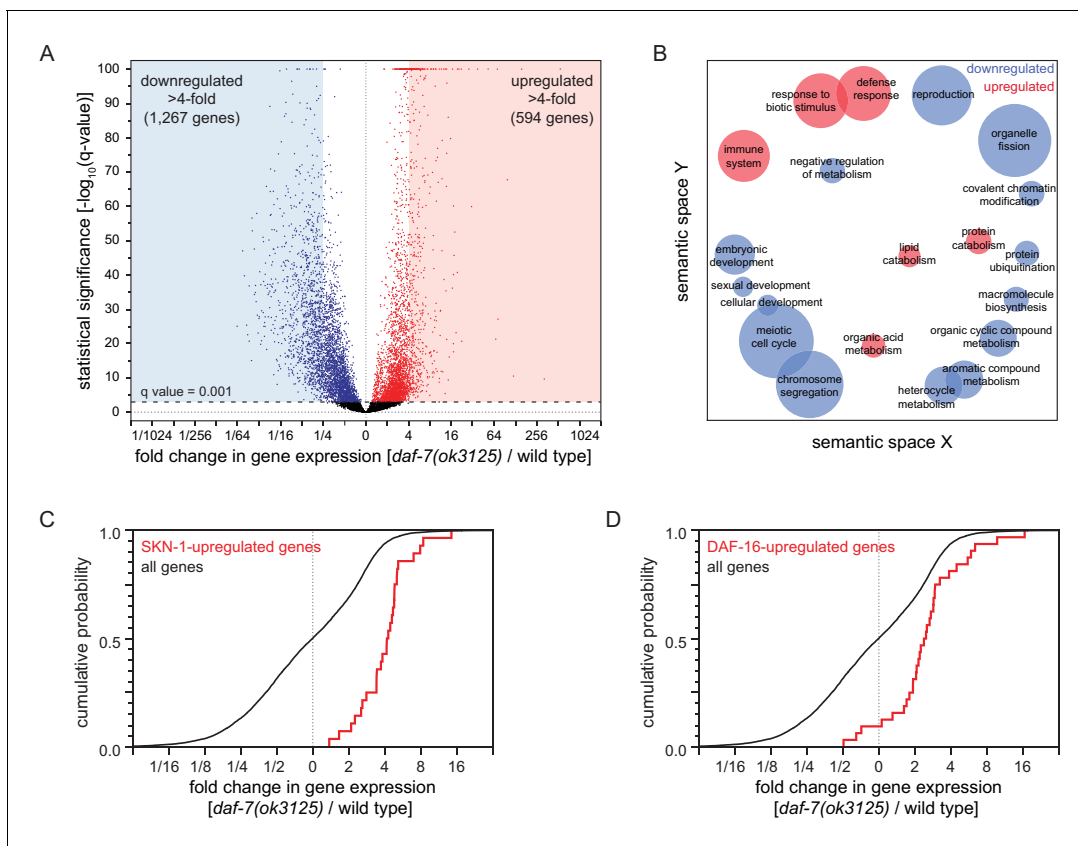 A
downregulated
>4-fold
(1,267 genes)
upregulated
>4-fold
(594 genes)
statistical significance [-log10(q-value)]
100
90
80
70
60
50
40
30
20
10
0
q value = 0.001
1/1024 1/256 1/64 1/16 1/4 0 4 16 64 256 1024
fold change in gene expression [daf-7(ok3125) / wild type]
B
downregulated
upregulated
response to
biotic stimulus
defense
response
reproduction
organelle
fission
immune
system
negative regulation
of metabolism
covalent chromatin
modification
embryonic
development
lipid
catabolism
protein
catabolism
protein
ubiquitination
sexual development
cellular development
macromolecule
biosynthesis
meiotic
cell cycle
organic acid
metabolism
organic cyclic compound
metabolism
chromosome
segregation
aromatic compound
metabolism
heterocycle
metabolism
semantic space Y
semantic space X
C
SKN-1-upregulated genes
all genes
cumulative probability
1.0
0.5
0.0
1/16 1/8 1/4 1/2 0 2 4 8 16
fold change in gene expression
[daf-7(ok3125) / wild type]
D
DAF-16-upregulated genes
all genes
cumulative probability
1.0
0.5
0.0
1/16 1/8 1/4 1/2 0 2 4 8 16
fold change in gene expression
[daf-7(ok3125) / wild type]